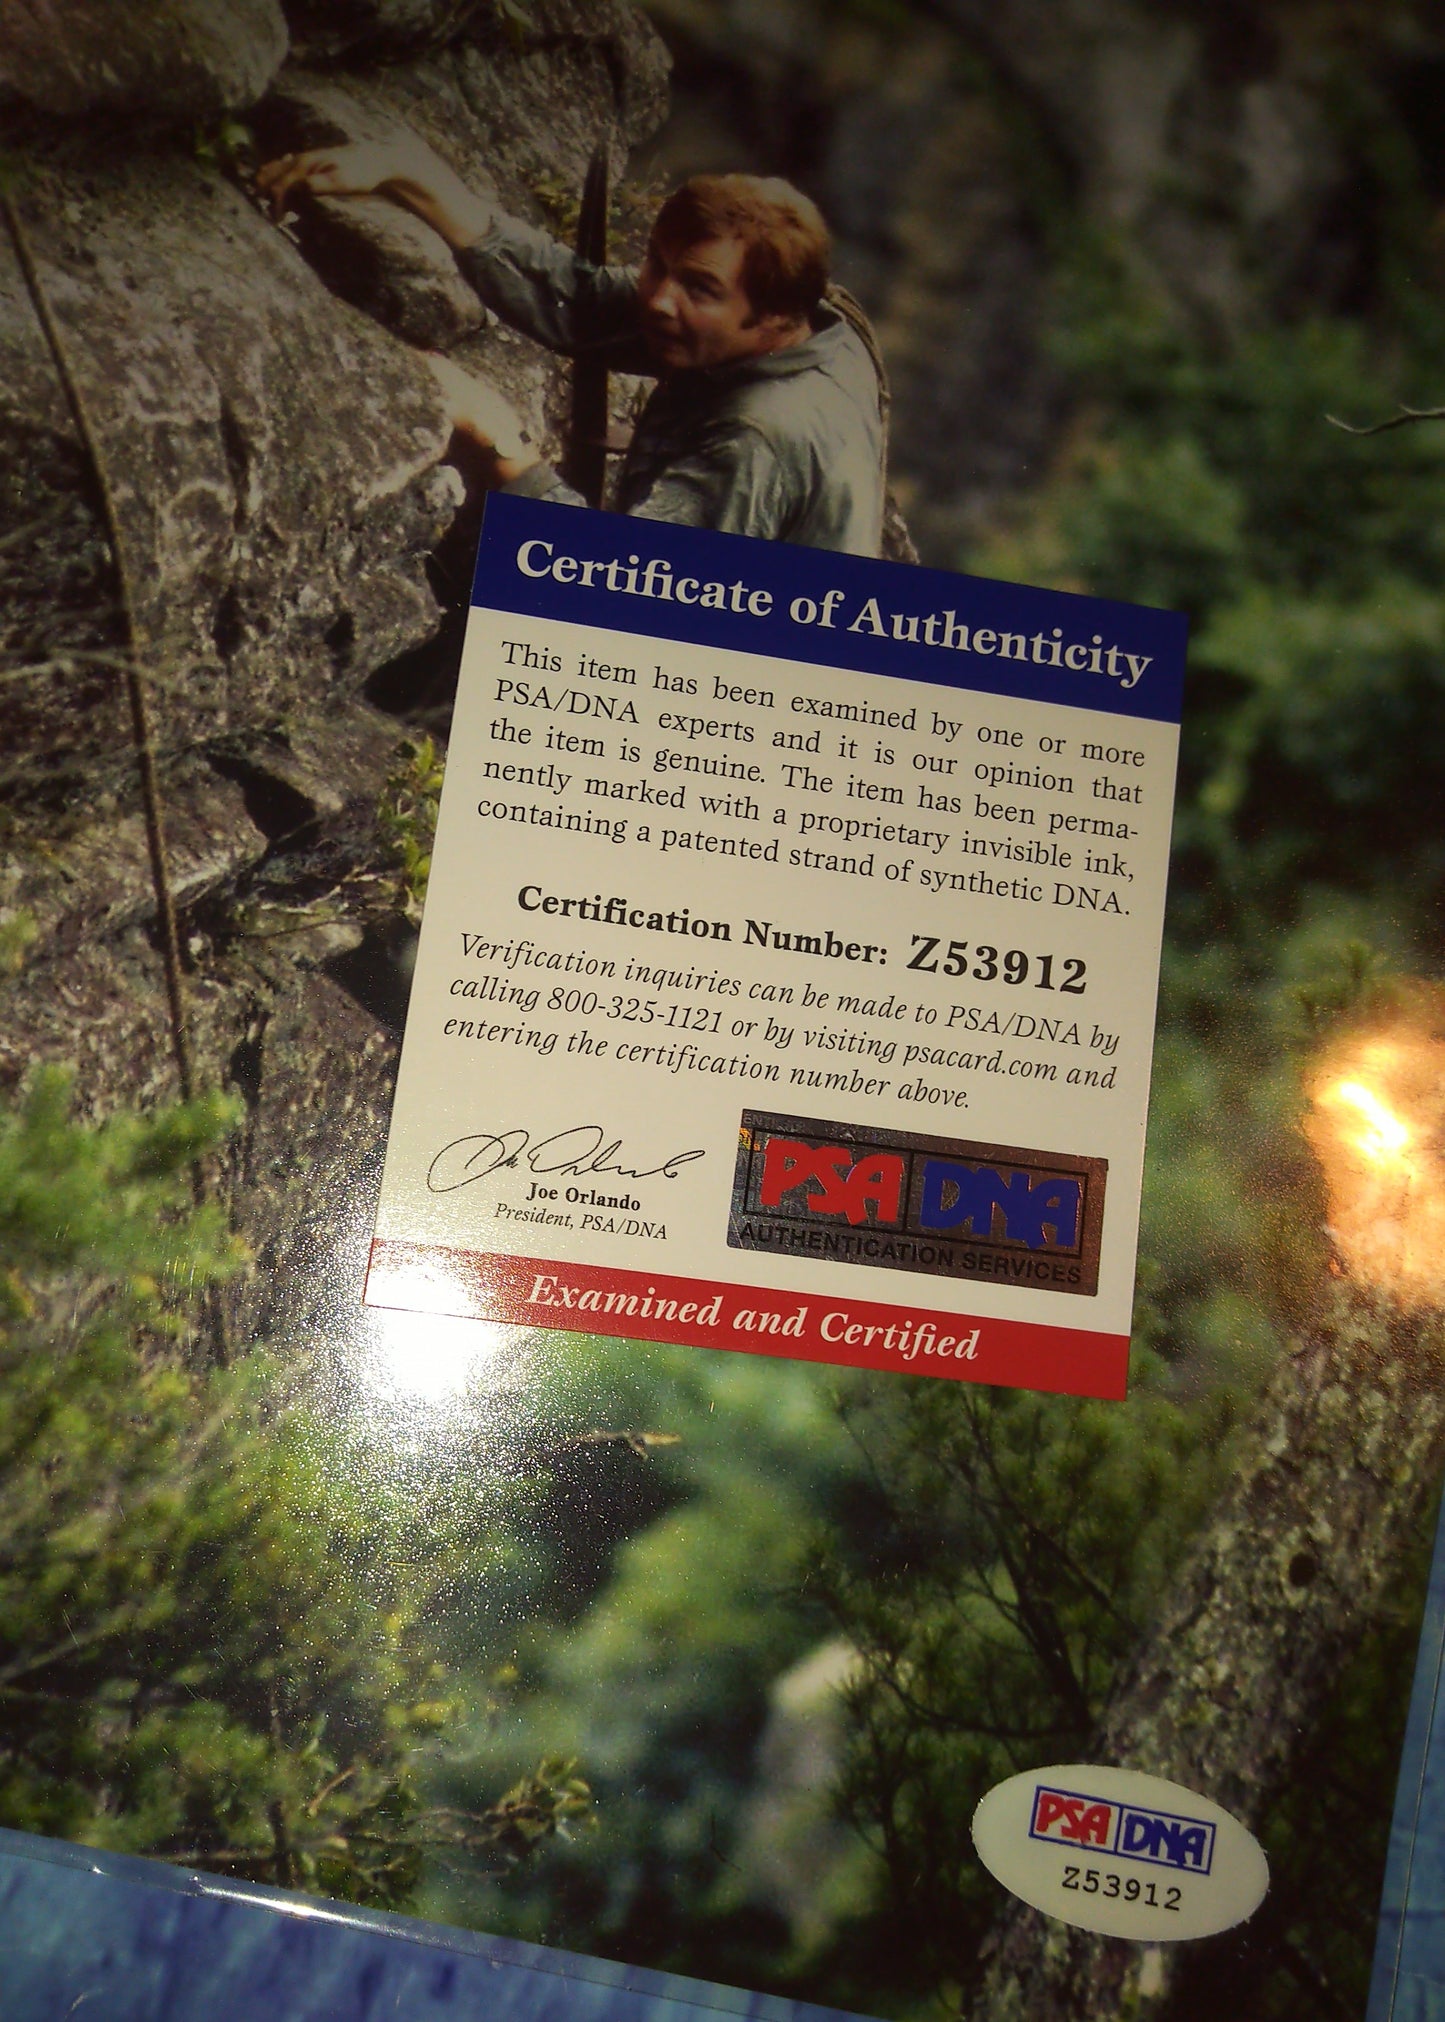 Certificate of Authenticity
This item has been examined by one or more
PSA/DNA experts and it is our opinion that
the item is genuine. The item has been perma-
nently marked with a proprietary invisible ink,
containing a patented strand of synthetic DNA.
Certification Number: Z53912
Verification inquiries can be made to PSA/DNA by
calling 800-325-1121 or by visiting psacard.com and
entering the certification number above.
Joe Orlando
President, PSA/DNA
PSA DNA
AUTHENTICATION SERVICES
Examined and Certified
PSA DNA
Z53912